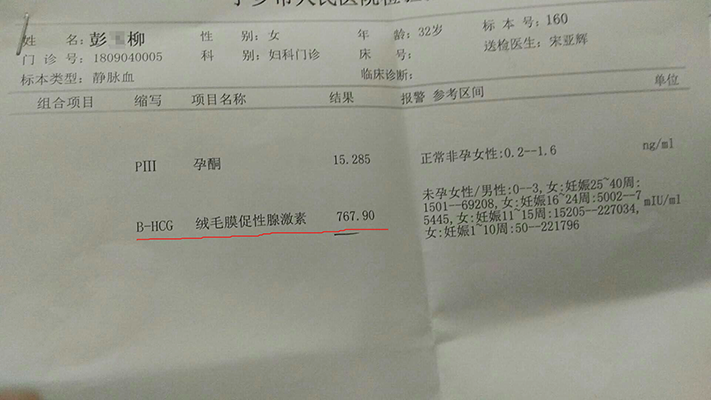 市人民医院检
姓 名: 彭 柳 性 别: 女 年 龄: 32岁 标 本 号: 160
门 诊 号: 1809040005 科 别: 妇科门诊 床 号: 送检医生: 宋亚辉
标本类型: 静脉血 临床诊断:
组合项目 缩写 项目名称 结果 报警 参考区间 单位
PIII 孕酮 15.285 正常非孕女性:0.2--1.6 ng/ml
B-HCG 绒毛膜促性腺激素 767.90 未孕女性/男性:0--3,女:妊娠25~40周:
1501--69208,女:妊娠16~24周:5002--7
5445,女:妊娠11~15周:15205--227034, mIU/ml
女:妊娠1~10周:50--221796